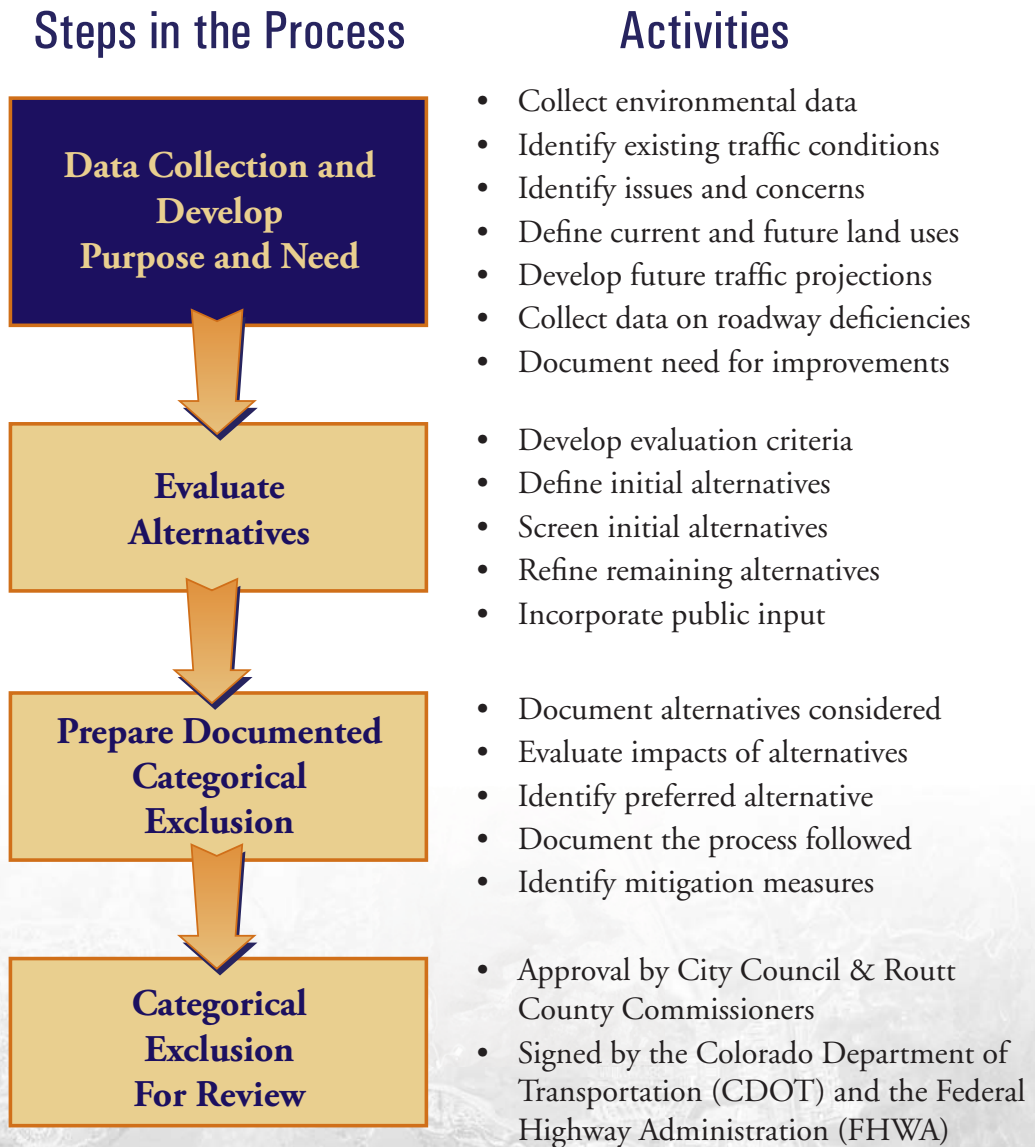 Steps in the Process
Activities
Data Collection and
Develop
Purpose and Need
• Collect environmental data
• Identify existing traffic conditions
• Identify issues and concerns
• Define current and future land uses
• Develop future traffic projections
• Collect data on roadway deficiencies
• Document need for improvements
Evaluate
Alternatives
• Develop evaluation criteria
• Define initial alternatives
• Screen initial alternatives
• Refine remaining alternatives
• Incorporate public input
Prepare Documented
Categorical
Exclusion
• Document alternatives considered
• Evaluate impacts of alternatives
• Identify preferred alternative
• Document the process followed
• Identify mitigation measures
Categorical
Exclusion
For Review
• Approval by City Council & Routt
County Commissioners
• Signed by the Colorado Department of
Transportation (CDOT) and the Federal
Highway Administration (FHWA)